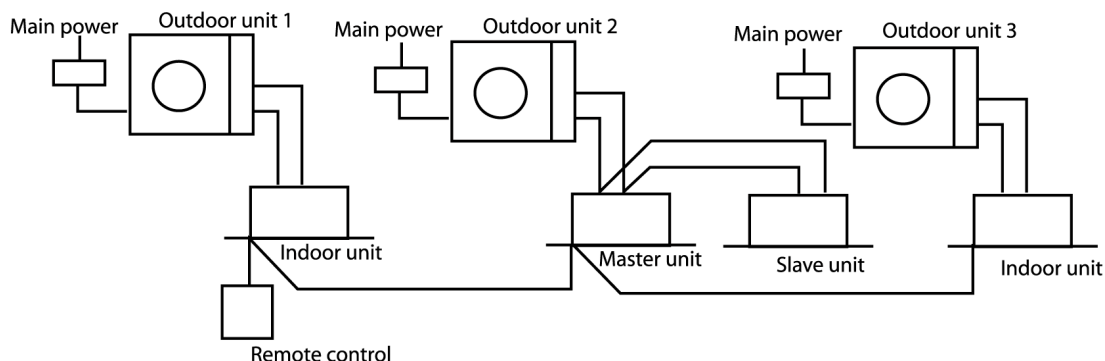 Main power
Outdoor unit 1
Main power
Outdoor unit 2
Main power
Outdoor unit 3
Indoor unit
Master unit
Slave unit
Indoor unit
Remote control